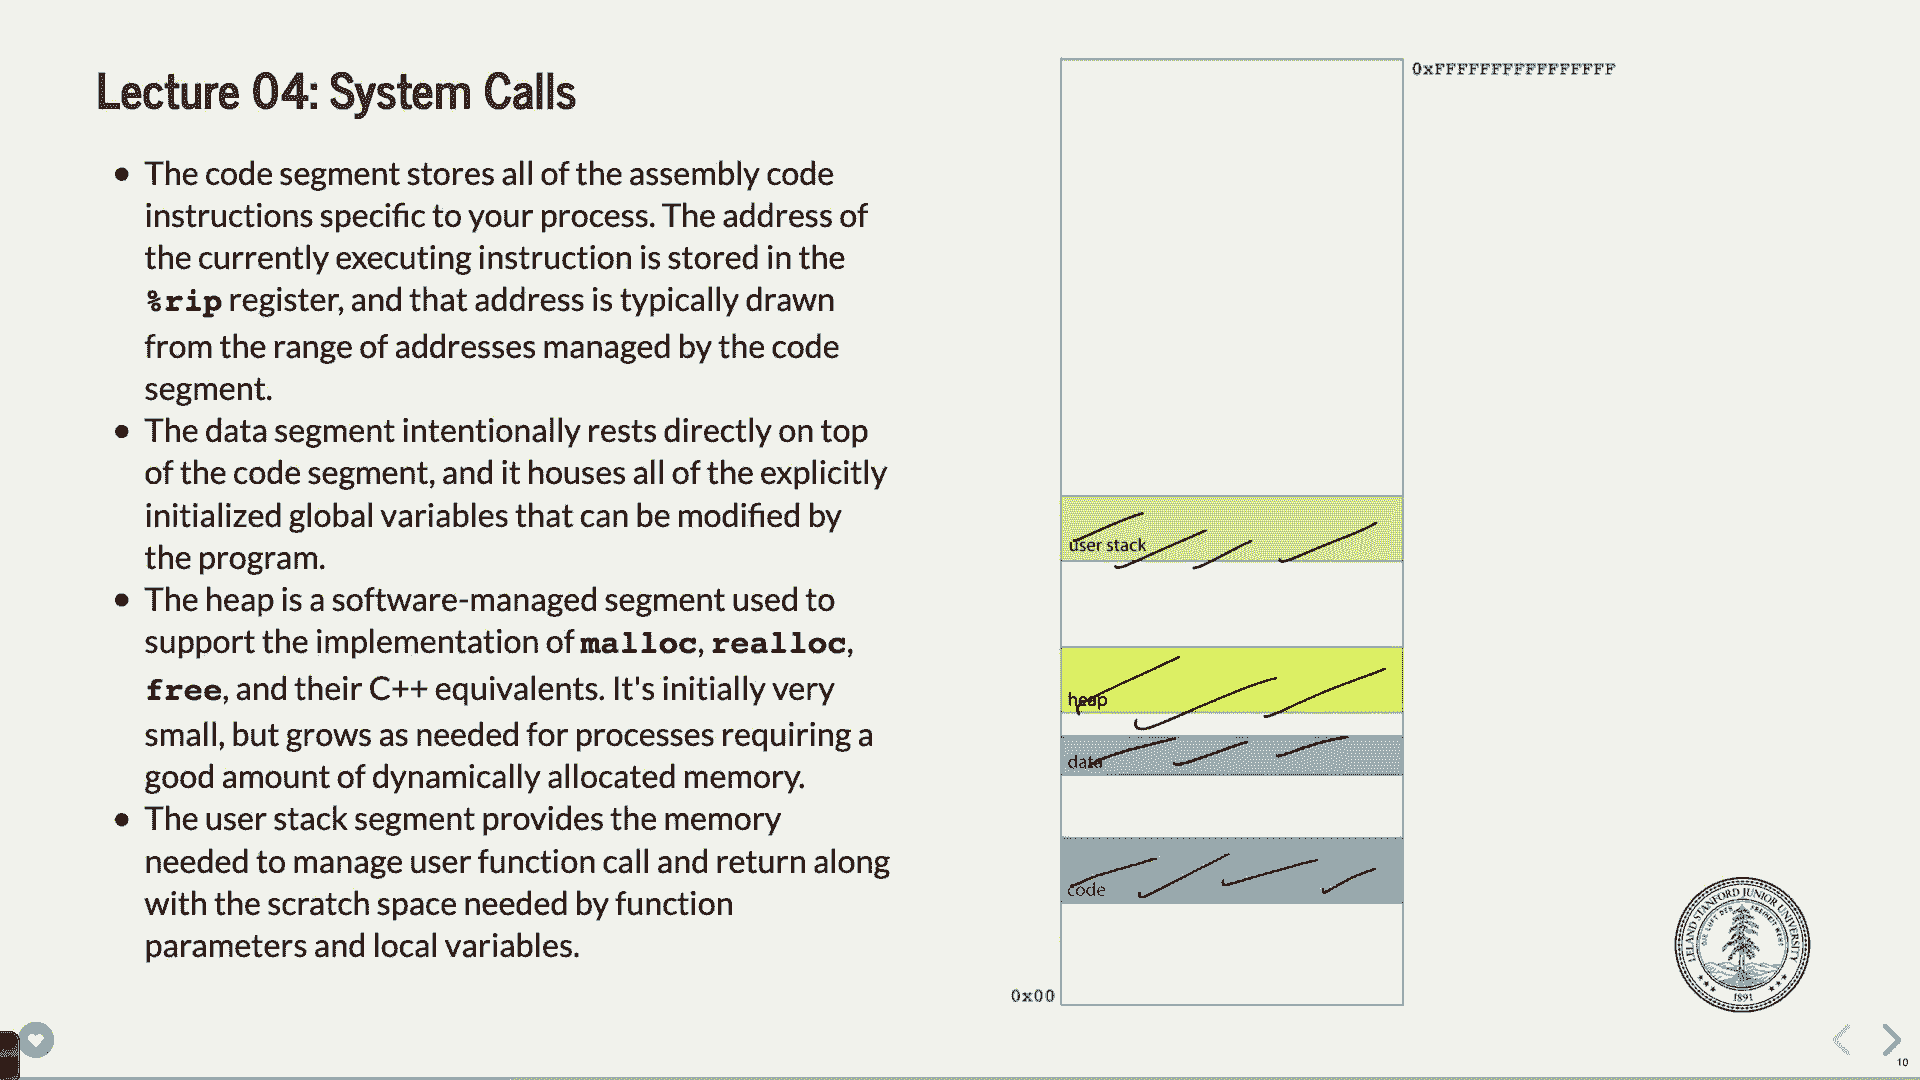 Lecture 04: System Calls
• The code segment stores all of the assembly code
instructions specific to your process. The address of
the currently executing instruction is stored in the
%rip register, and that address is typically drawn
from the range of addresses managed by the code
segment.
• The data segment intentionally rests directly on top
of the code segment, and it houses all of the explicitly
initialized global variables that can be modified by
the program.
• The heap is a software-managed segment used to
support the implementation of malloc, realloc,
free, and their C++ equivalents. It's initially very
small, but grows as needed for processes requiring a
good amount of dynamically allocated memory.
• The user stack segment provides the memory
needed to manage user function call and return along
with the scratch space needed by function
parameters and local variables.
0xFFFFFFFFFFFFFFFF
user stack
heap
data
code
0x00
LELAND STANFORD JUNIOR UNIVERSITY
DIE LUFT DER FREIHEIT WEHT
1891
10